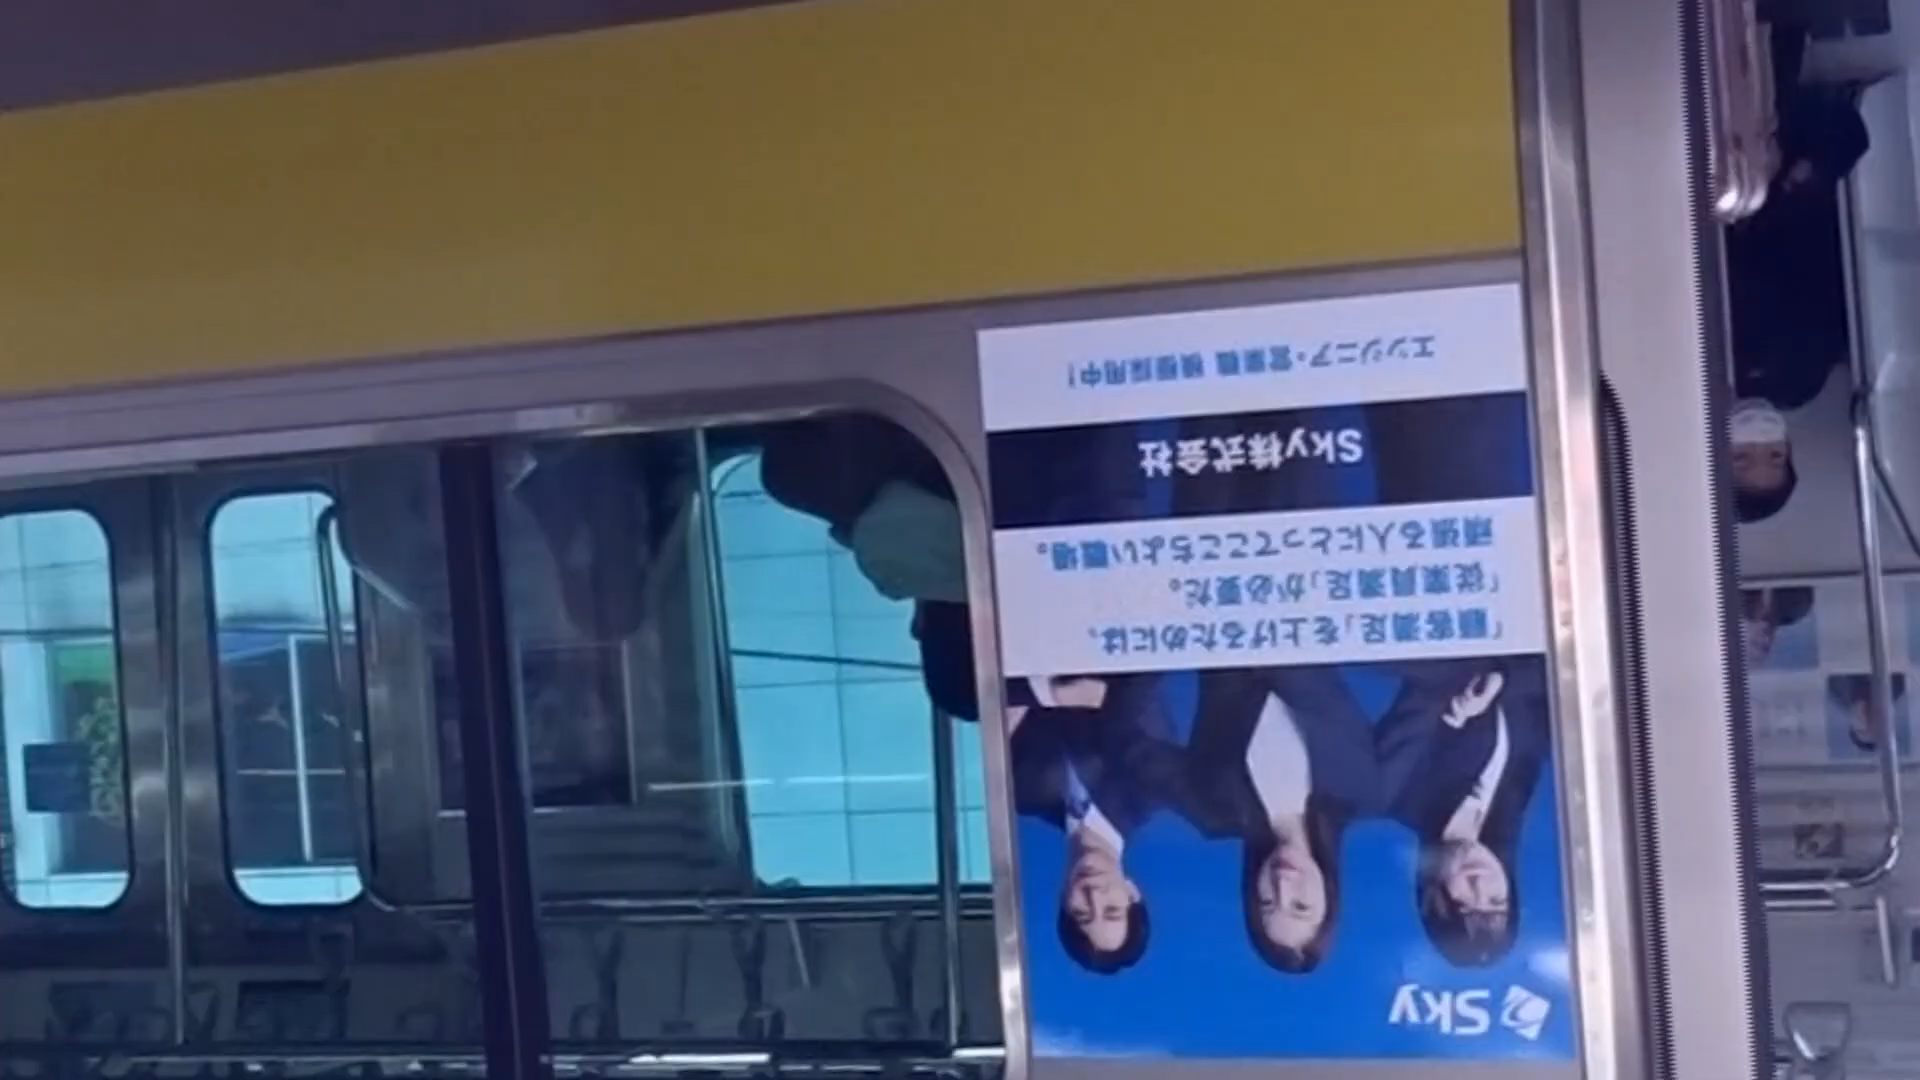 Sky
「顧客満足」を上げるためには、
「従業員満足」が必要だ。
頑張る人にとってここちよい職場。
Sky株式会社
エンジニア・営業職 積極採用中！